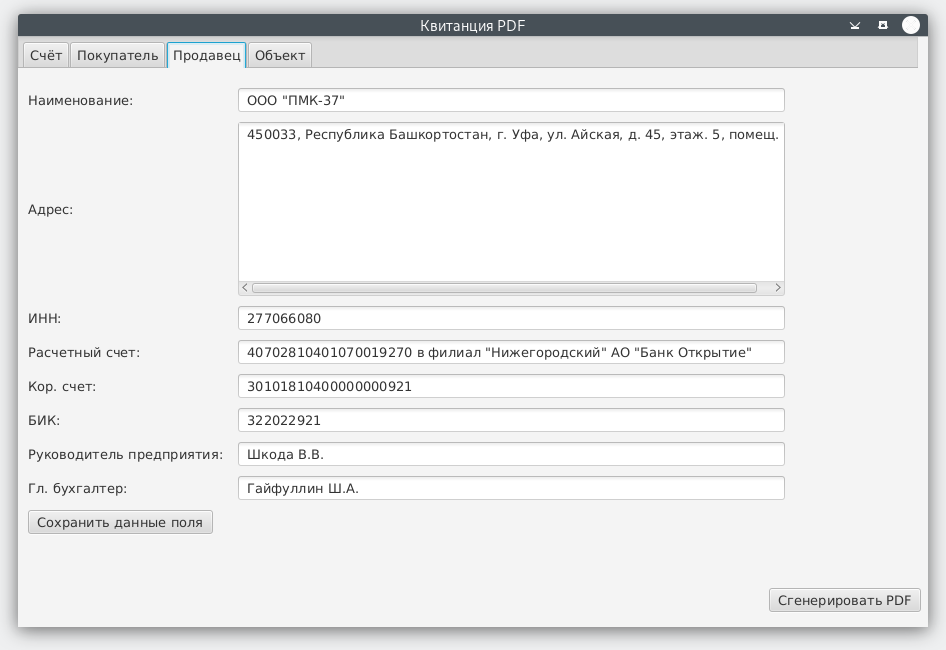 Квитанция PDF
Счёт Покупатель Продавец Объект
Наименование: ООО "ПМК-37"
Адрес: 450033, Республика Башкортостан, г. Уфа, ул. Айская, д. 45, этаж. 5, помещ.
ИНН: 277066080
Расчетный счет: 40702810401070019270 в филиал "Нижегородский" АО "Банк Открытие"
Кор. счет: 30101810400000000921
БИК: 322022921
Руководитель предприятия: Шкода В.В.
Гл. бухгалтер: Гайфуллин Ш.А.
Сохранить данные поля
Сгенерировать PDF